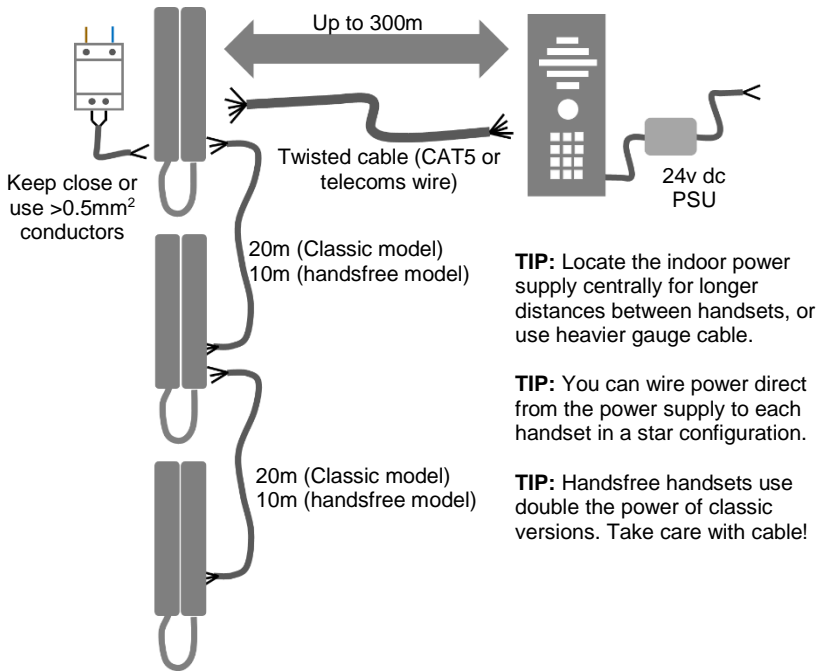 Up to 300m
Twisted cable (CAT5 or
telecoms wire)
24v dc
PSU
Keep close or
use >0.5mm²
conductors
20m (Classic model)
10m (handsfree model)
20m (Classic model)
10m (handsfree model)
TIP: Locate the indoor power
supply centrally for longer
distances between handsets, or
use heavier gauge cable.
TIP: You can wire power direct
from the power supply to each
handset in a star configuration.
TIP: Handsfree handsets use
double the power of classic
versions. Take care with cable!